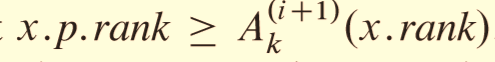 x.p.rank ≥ A_k^{(i+1)}(x.rank)